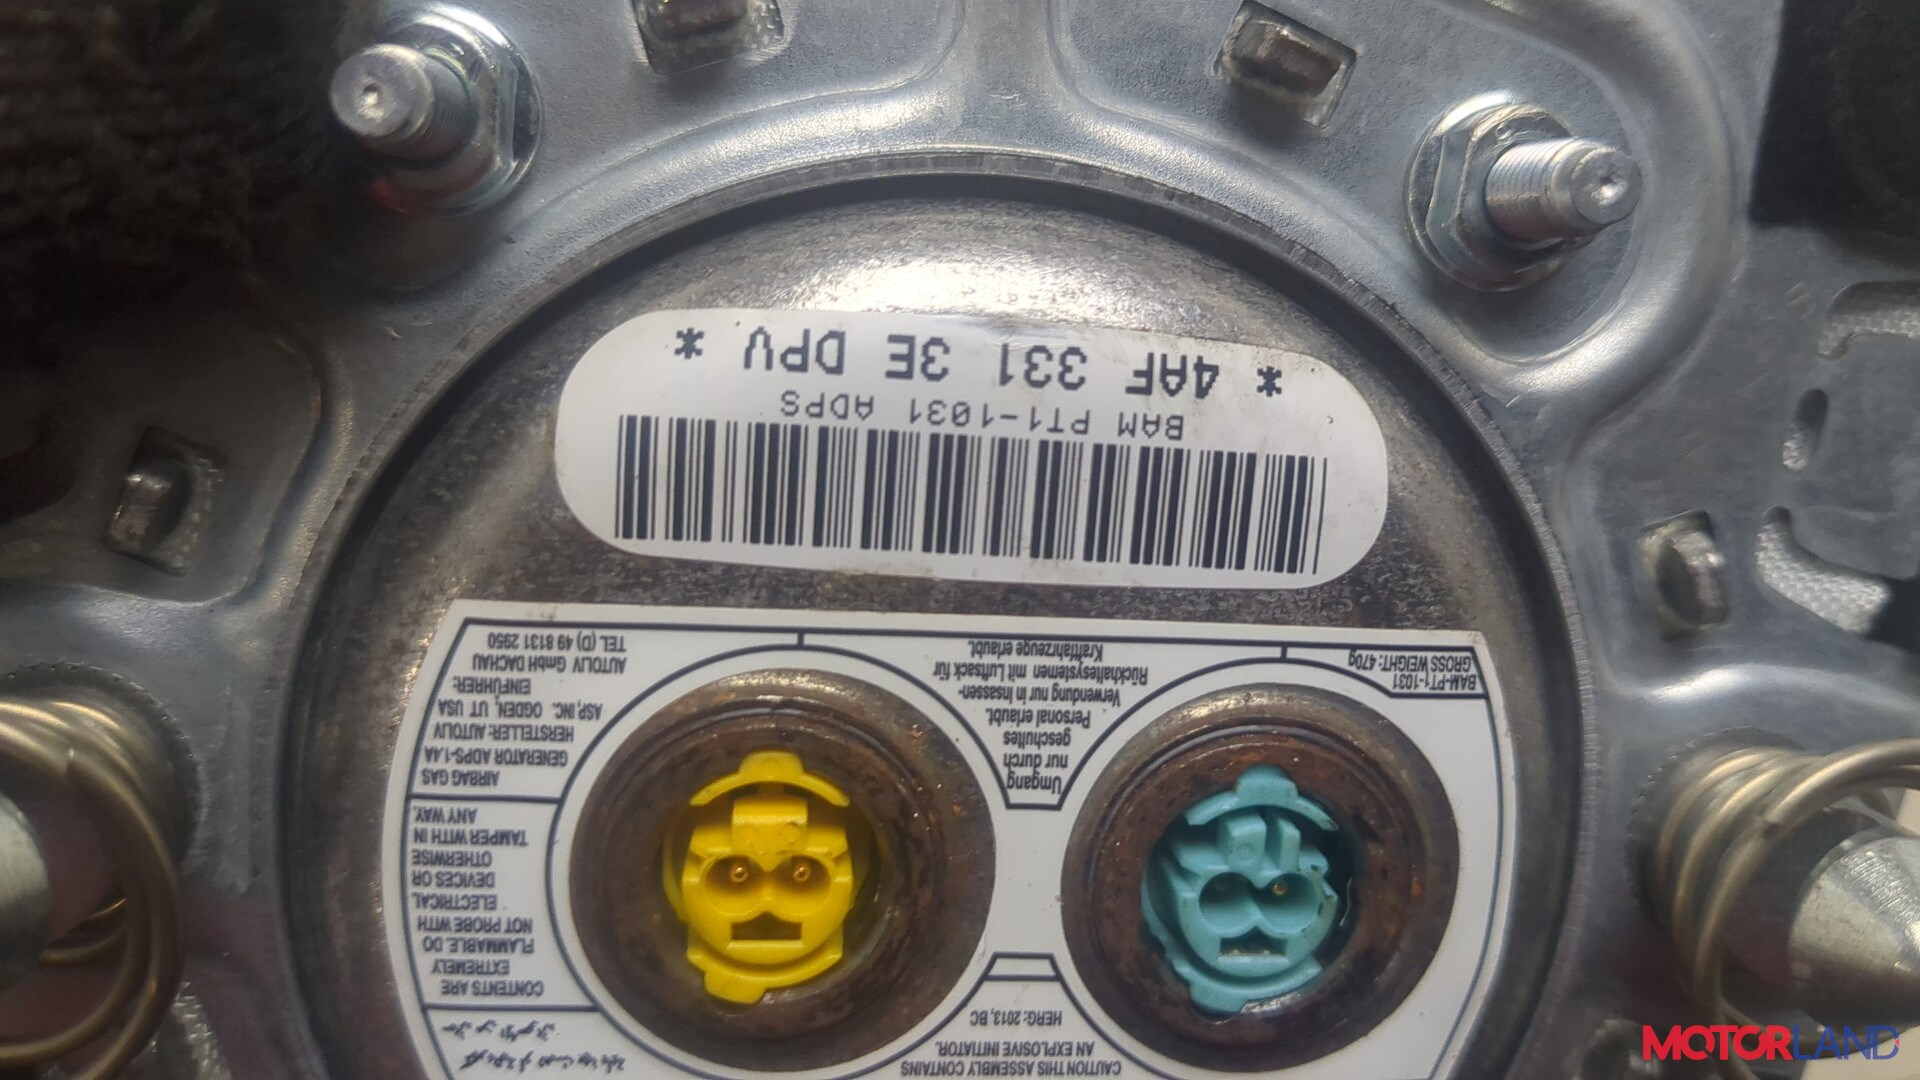 CAUTION THIS ASSEMBLY CONTAINS
AN EXPLOSIVE INITIATOR.
HERG: 2013, BC
CONTENTS ARE
EXTREMELY
FLAMMABLE. DO
NOT PROBE WITH
ELECTRICAL
DEVICES OR
OTHERWISE
TAMPER WITH IN
ANY WAY.
Umgang
nur durch
geschultes
Personal erlaubt.
Verwendung nur in Insassen-
Rückhaltesystemen mit Luftsack für
Kraftfahrzeuge erlaubt.
AIRBAG GAS
GENERATOR ADPS-1.4A
HERSTELLER: AUTOLIV
ASP, INC. OGDEN, UT USA
EINFÜHRER:
AUTOLIV GmbH DACHAU
TEL (D) 49 8131 2950
BAM-PT1-1031
GROSS WEIGHT: 470g
BAM PT1-1031 ADPS
* 4AF 331 3E DPV *
MOTORLAND